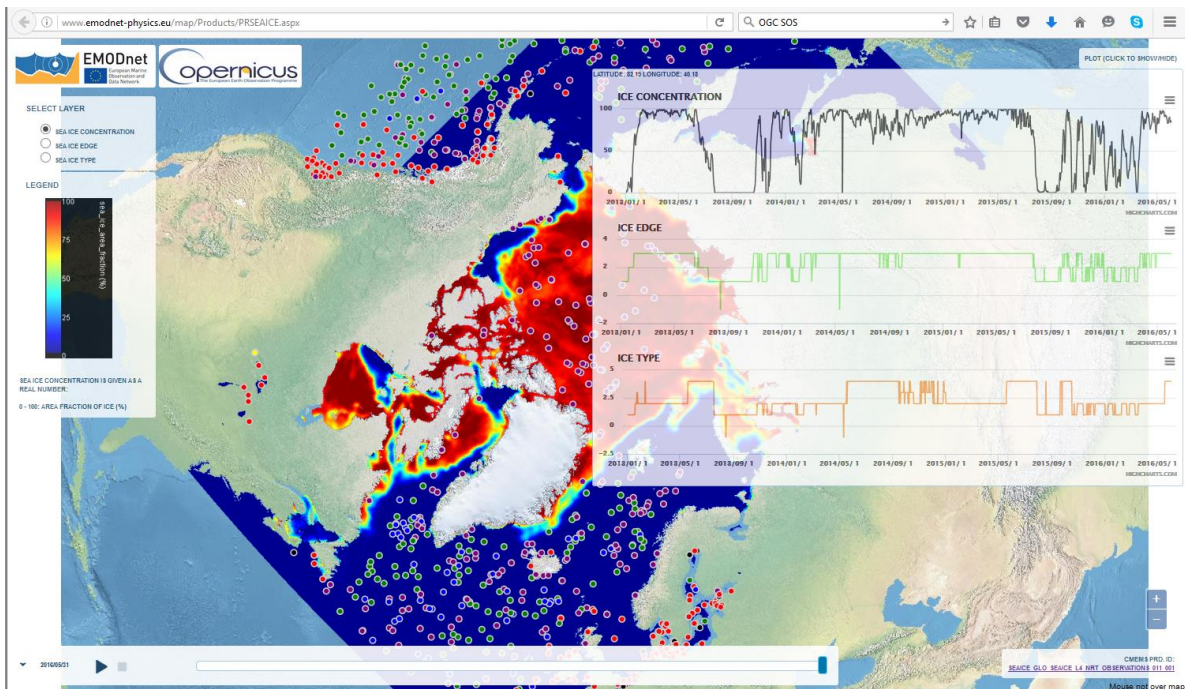 www.emodnet-physics.eu/map/Products/PRSEAICE.aspx
OGC SOS
EMODnet
European Marine
Observation and
Data Network
opernicus
The European Earth Observation Programme
PLOT (CLICK TO SHOW/HIDE)
SELECT LAYER
SEA ICE CONCENTRATION
SEA ICE EDGE
SEA ICE TYPE
LEGEND
100
75
50
25
0
sea_ice_area_fraction (%)
SEA ICE CONCENTRATION IS GIVEN AS A
REAL NUMBER:
0 - 100: AREA FRACTION OF ICE (%)
ICE CONCENTRATION
100
50
0
2013/01/ 1 2013/05/ 1 2013/09/ 1 2014/01/ 1 2014/05/ 1 2014/09/ 1 2015/01/ 1 2015/05/ 1 2015/09/ 1 2016/01/ 1 2016/05/ 1
HIGHCHARTS.COM
ICE EDGE
4
2
0
-2
2013/01/ 1 2013/05/ 1 2013/09/ 1 2014/01/ 1 2014/05/ 1 2014/09/ 1 2015/01/ 1 2015/05/ 1 2015/09/ 1 2016/01/ 1 2016/05/ 1
HIGHCHARTS.COM
ICE TYPE
5
2.5
0
-2.5
2013/01/ 1 2013/05/ 1 2013/09/ 1 2014/01/ 1 2014/05/ 1 2014/09/ 1 2015/01/ 1 2015/05/ 1 2015/09/ 1 2016/01/ 1 2016/05/ 1
HIGHCHARTS.COM
+
−
2016/05/31
CMEMS PRD. ID:
SEAICE_GLO_SEAICE_L4_NRT_OBSERVATIONS_011_001
Mouse not over map